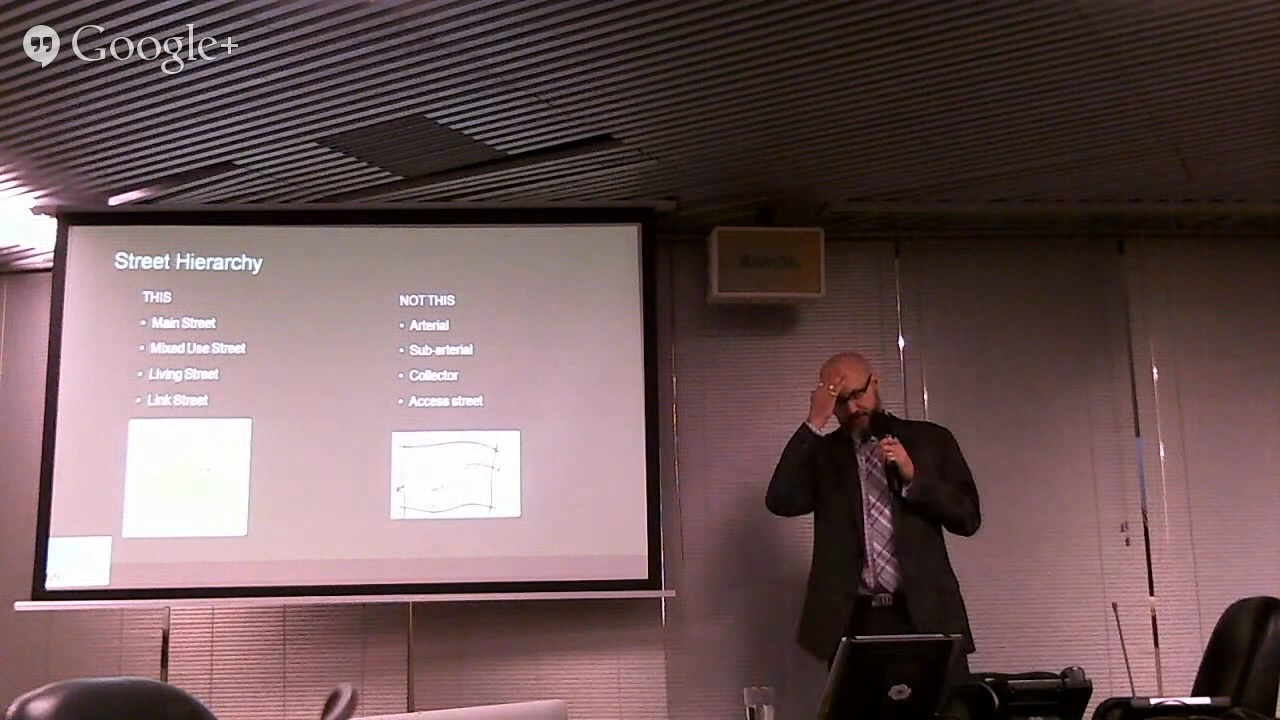 Google+
Street Hierarchy
THIS
• Main Street
• Mixed Use Street
• Living Street
• Link Street
NOT THIS
• Arterial
• Sub-arterial
• Collector
• Access street